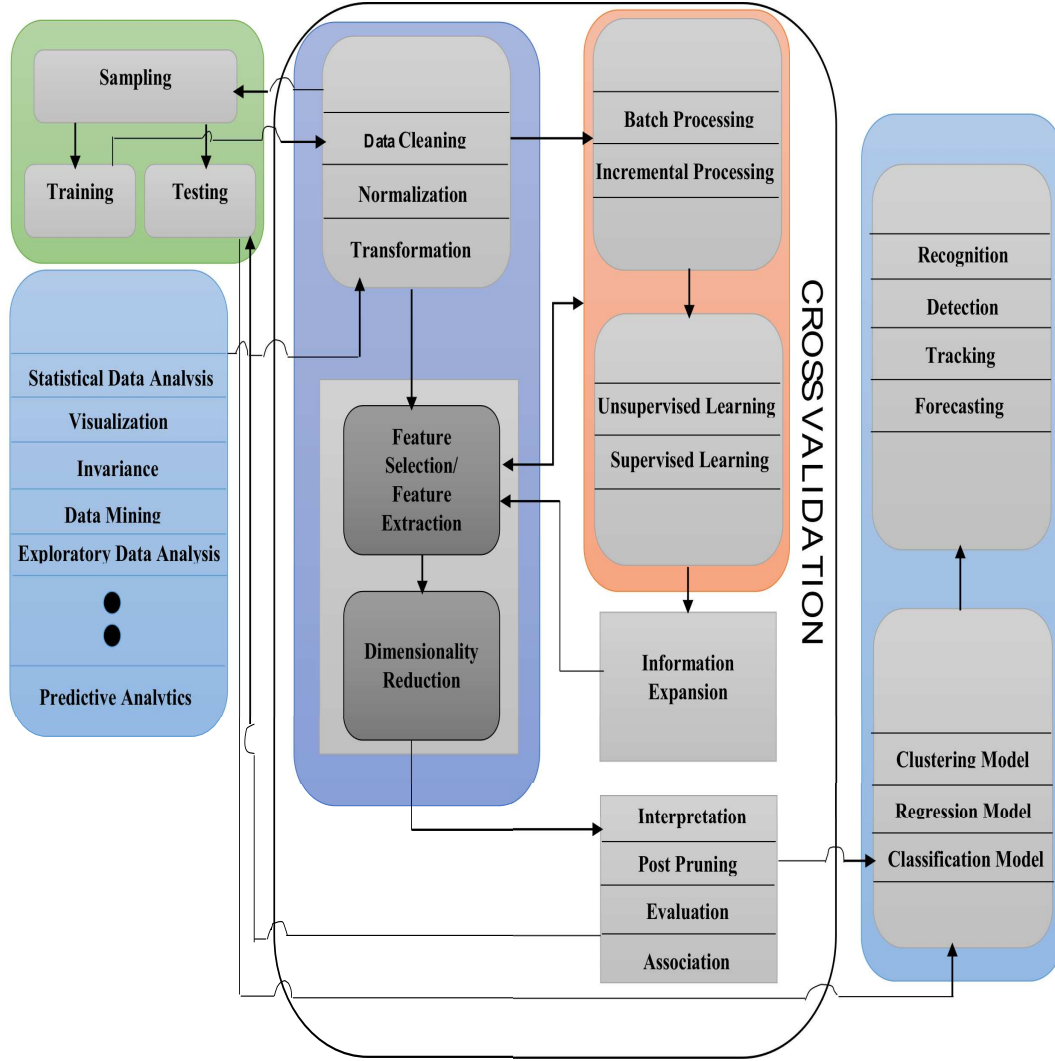 Sampling
Training
Testing
Statistical Data Analysis
Visualization
Invariance
Data Mining
Exploratory Data Analysis
Predictive Analytics
Data Cleaning
Normalization
Transformation
Feature
Selection/
Feature
Extraction
Dimensionality
Reduction
Batch Processing
Incremental Processing
Unsupervised Learning
Supervised Learning
Information
Expansion
Interpretation
Post Pruning
Evaluation
Association
CROSSVALIDATION
Recognition
Detection
Tracking
Forecasting
Clustering Model
Regression Model
Classification Model